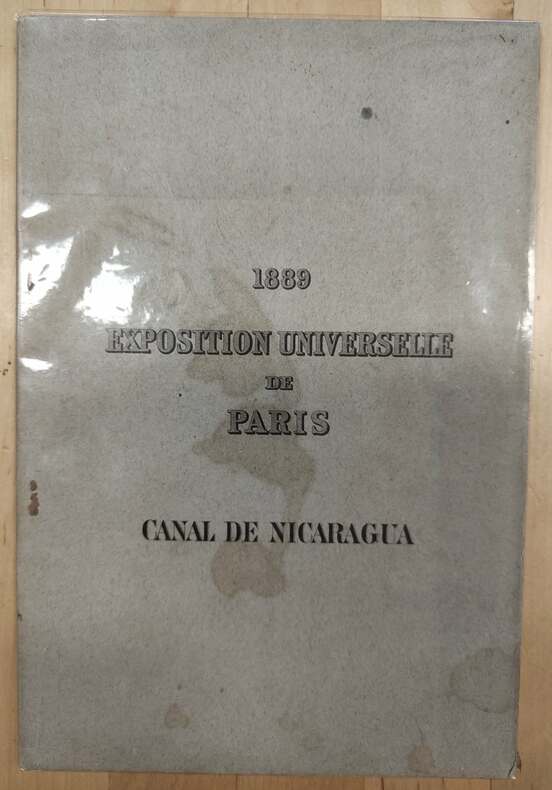 1889
EXPOSITION UNIVERSELLE
DE
PARIS
CANAL DE NICARAGUA